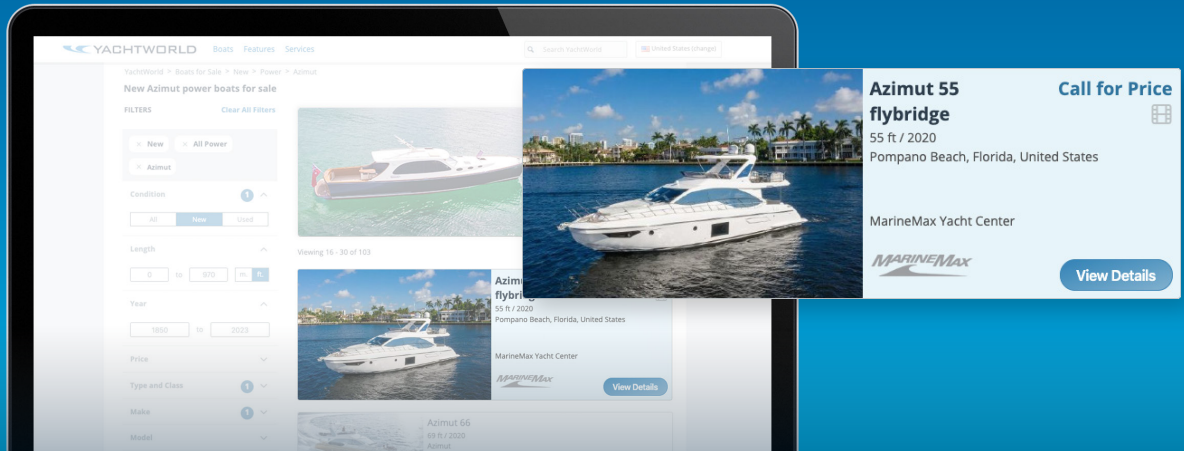 YACHTWORLD
Boats Features Services
Search YachtWorld
United States (change)
YachtWorld > Boats for Sale > New > Power > Azimut
New Azimut power boats for sale
FILTERS Clear All Filters
× New × All Power
× Azimut
Condition 1
All New Used
Length
0 to 970 m. ft.
Year
1850 to 2023
Price
Type and Class 1
Make 1
Model
Viewing 16 - 30 of 103
Azimu
flybri
55 ft / 2020
Pompano Beach, Florida, United States
MarineMax Yacht Center
MARINEMAX
View Details
Azimut 66
69 ft / 2020
Azimut
Azimut 55
flybridge
Call for Price
55 ft / 2020
Pompano Beach, Florida, United States
MarineMax Yacht Center
MARINEMAX
View Details